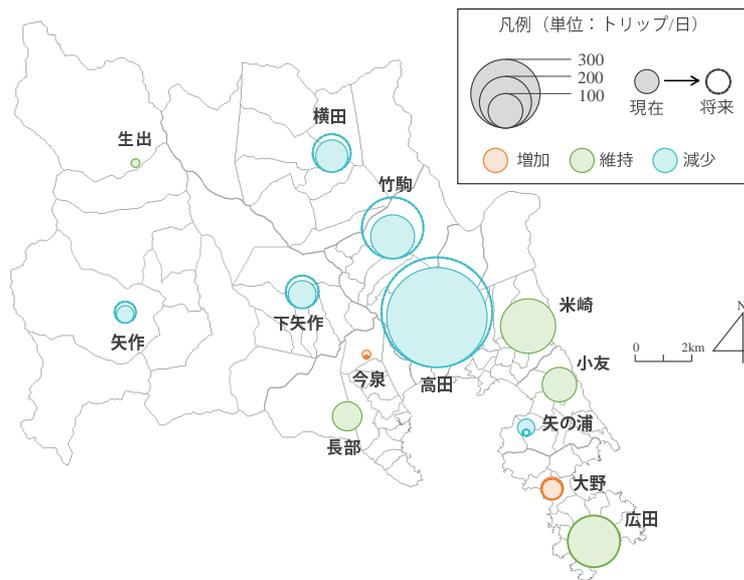 凡例（単位：トリップ/日）
300
200
100
現在
将来
増加
維持
減少
横田
生出
竹駒
米崎
下矢作
矢作
0 2km
N
小友
今泉
高田
矢の浦
長部
大野
広田